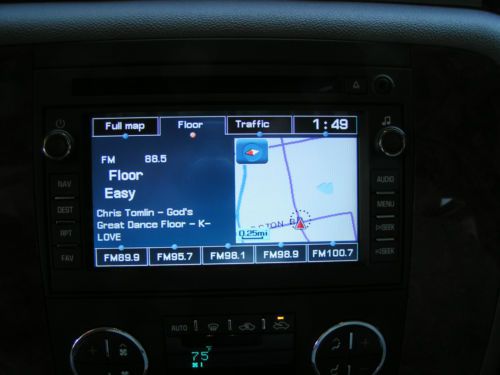 Full map
Floor
Traffic
1:49
FM 88.5
Floor
Easy
Chris Tomlin - God's
Great Dance Floor - K-
LOVE
0.25mi
FM89.9
FM95.7
FM98.1
FM98.9
FM100.7
NAV
DEST
RPT
FAV
AUDIO
MENU
SEEK
SEEK
AUTO
75°F